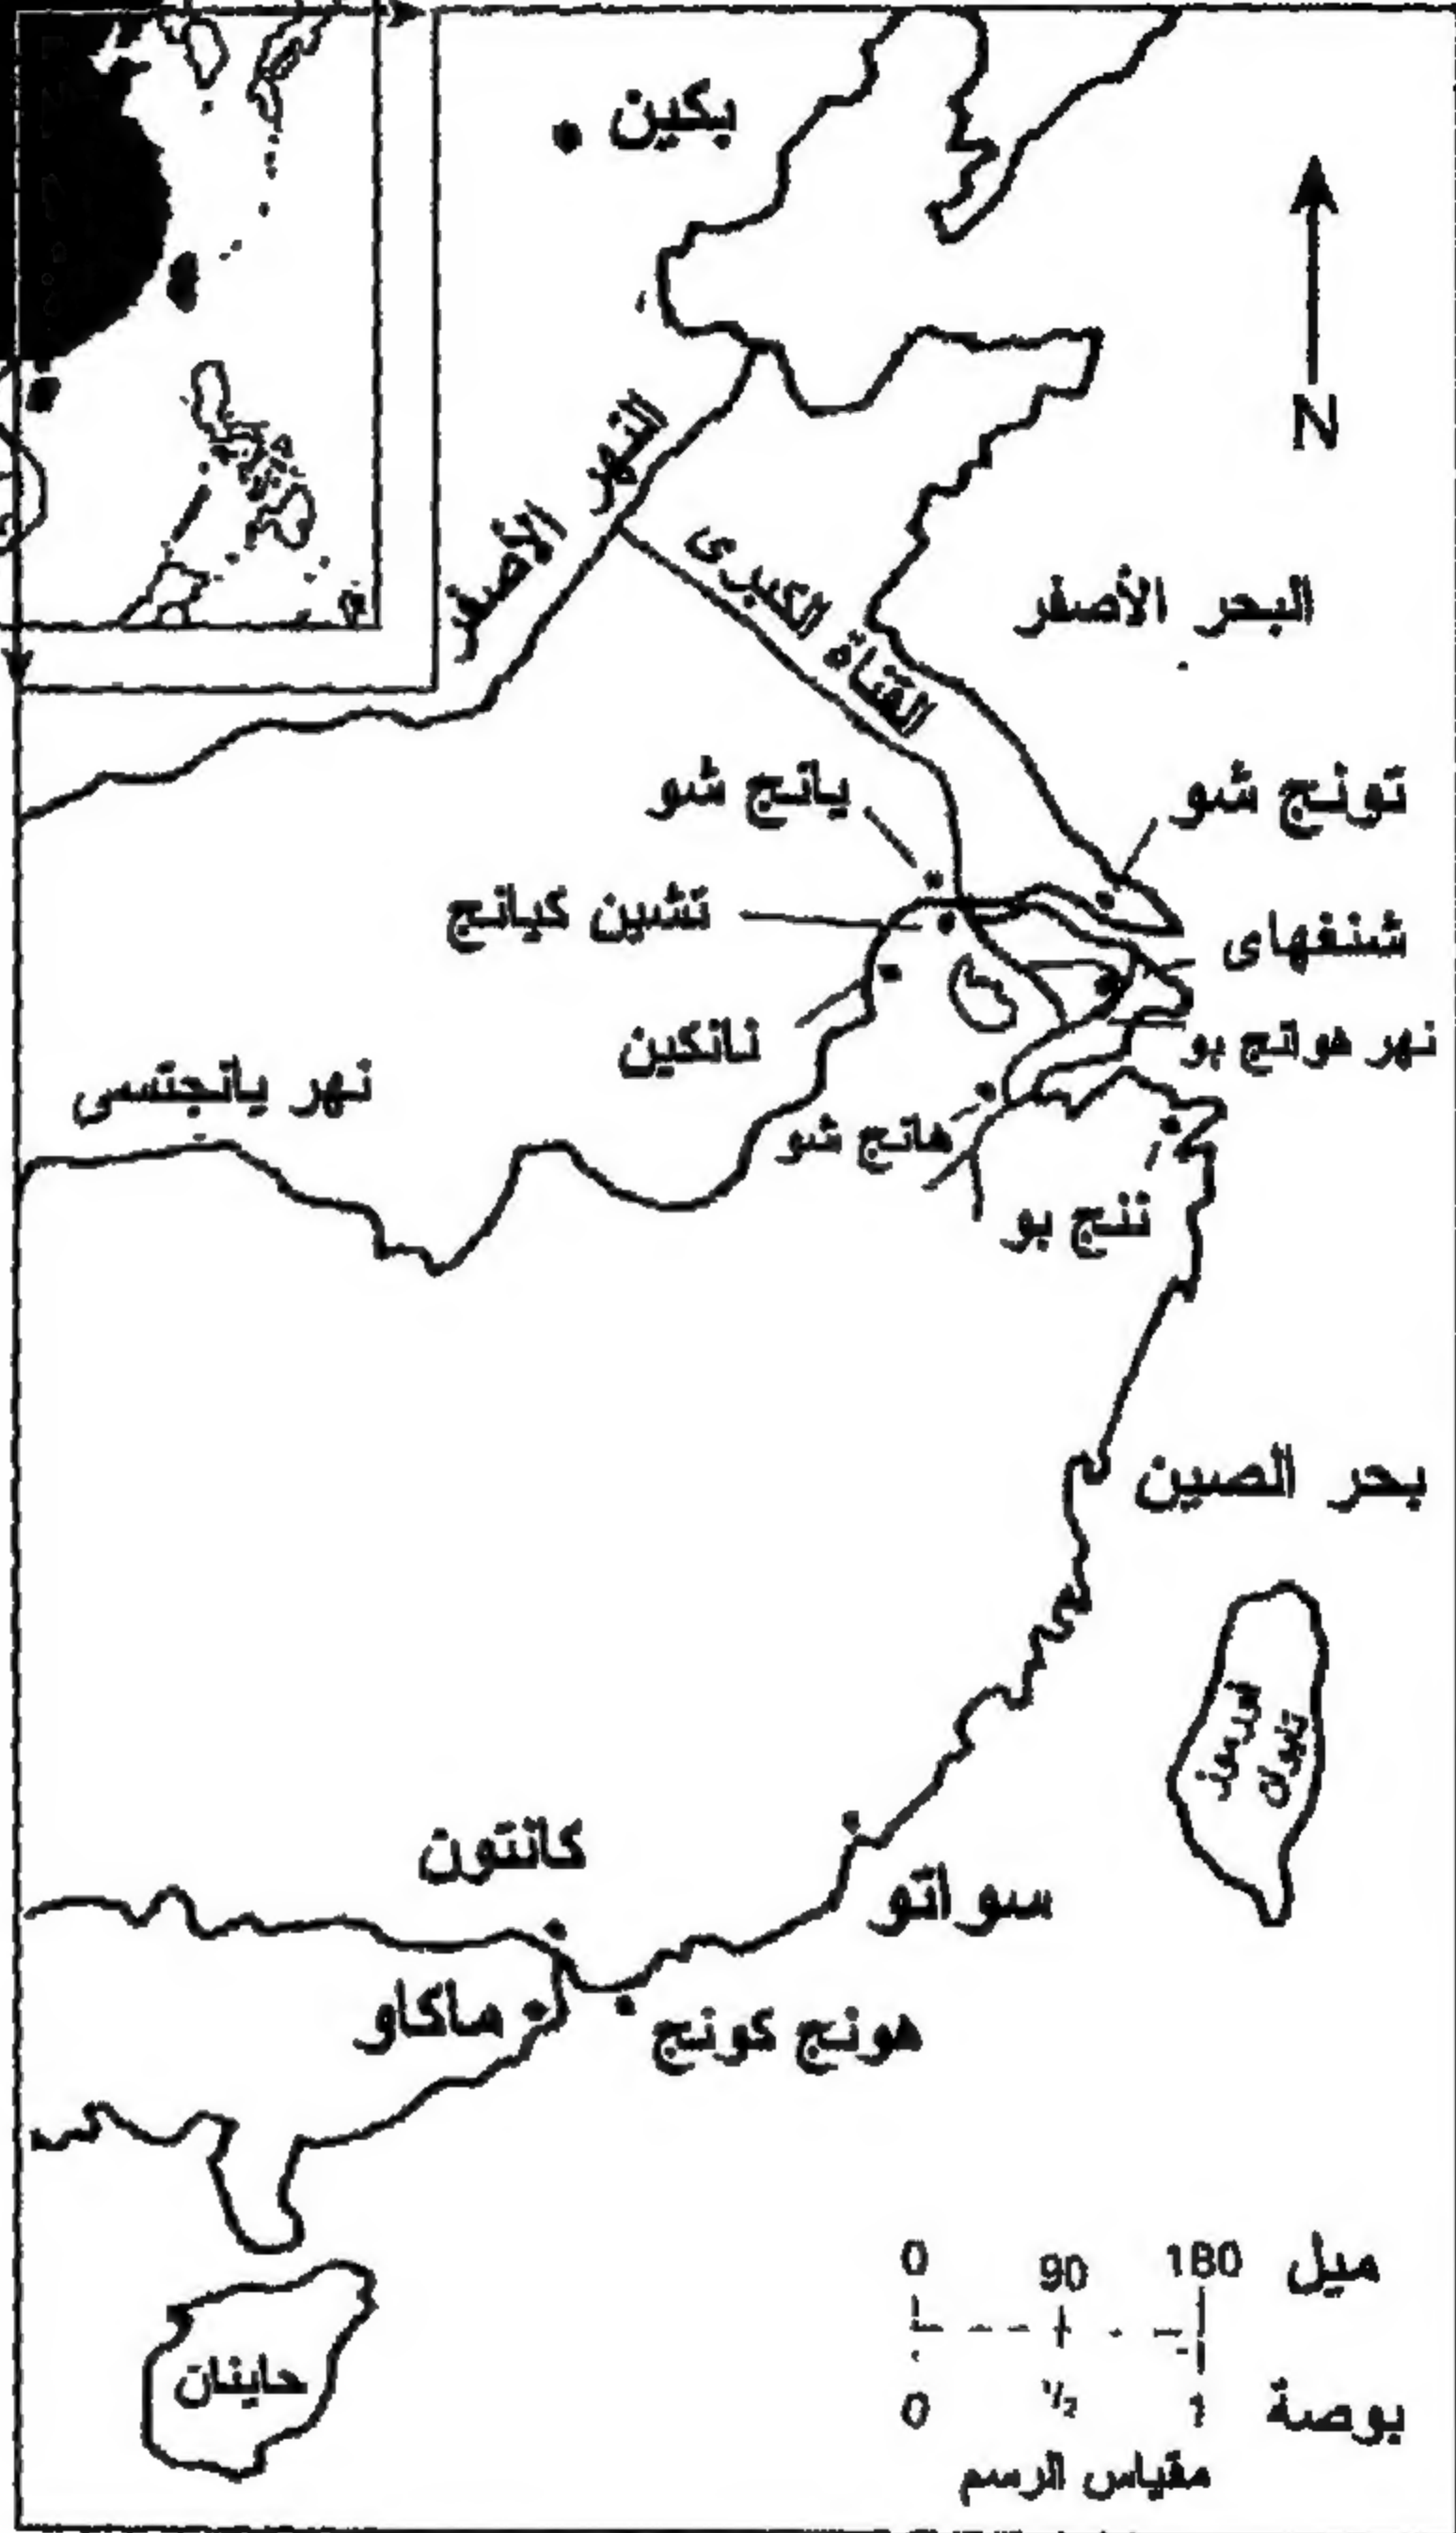 بكين
N
النهر الأصفر
القناة الكبرى
البحر الأصفر
يانج شو
تونج شو
تشين كيانج
شنغهاى
نانكين
نهر هوانج بو
نهر يانجتسى
هانج شو
ننج بو
بحر الصين
فورموزا
تايوان
كانتون
سواتو
ماكاو
هونج كونج
حاينان
0 90 180 ميل
0 1/2 1 بوصة
مقياس الرسم